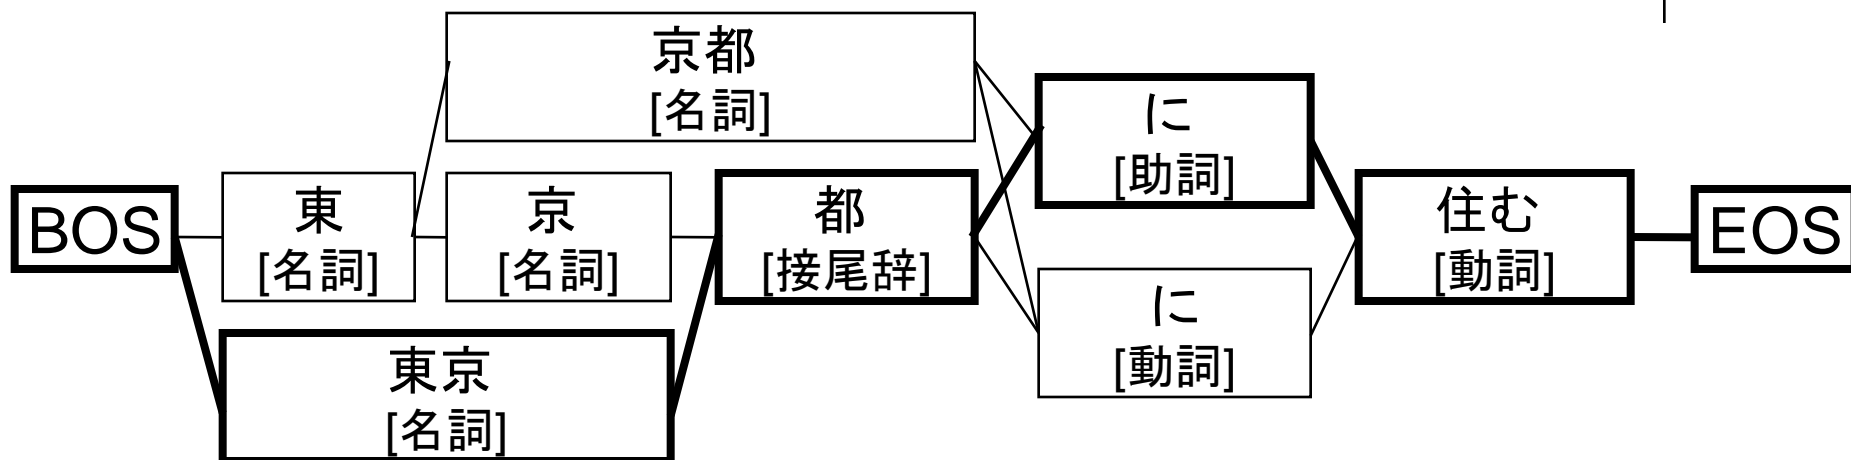 京都
[名詞]
に
[助詞]
BOS
東
[名詞]
京
[名詞]
都
[接尾辞]
住む
[動詞]
EOS
に
[動詞]
東京
[名詞]